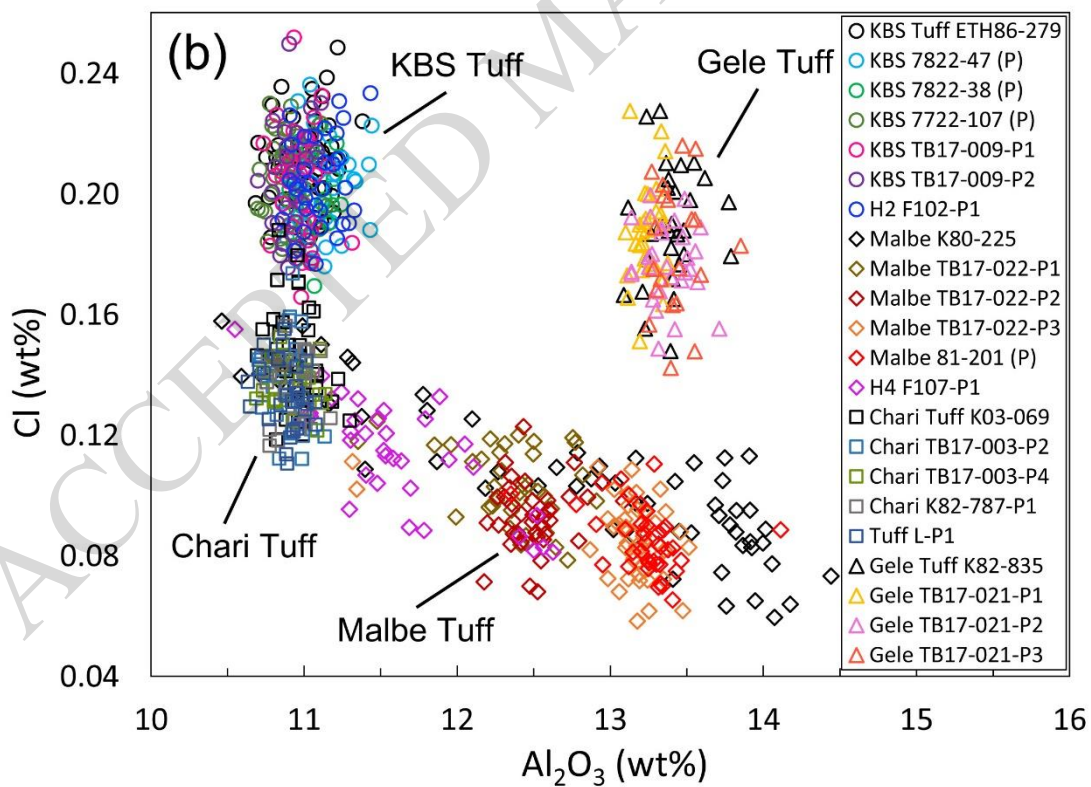 ACCEPTED MA
(b)
KBS Tuff
Gele Tuff
Chari Tuff
Malbe Tuff
KBS Tuff ETH86-279
KBS 7822-47 (P)
KBS 7822-38 (P)
KBS 7722-107 (P)
KBS TB17-009-P1
KBS TB17-009-P2
H2 F102-P1
Malbe K80-225
Malbe TB17-022-P1
Malbe TB17-022-P2
Malbe TB17-022-P3
Malbe 81-201 (P)
H4 F107-P1
Chari Tuff K03-069
Chari TB17-003-P2
Chari TB17-003-P4
Chari K82-787-P1
Tuff L-P1
Gele Tuff K82-835
Gele TB17-021-P1
Gele TB17-021-P2
Gele TB17-021-P3
Cl (wt%)
0.24
0.20
0.16
0.12
0.08
0.04
10 11 12 13 14 15 16
Al₂O₃ (wt%)